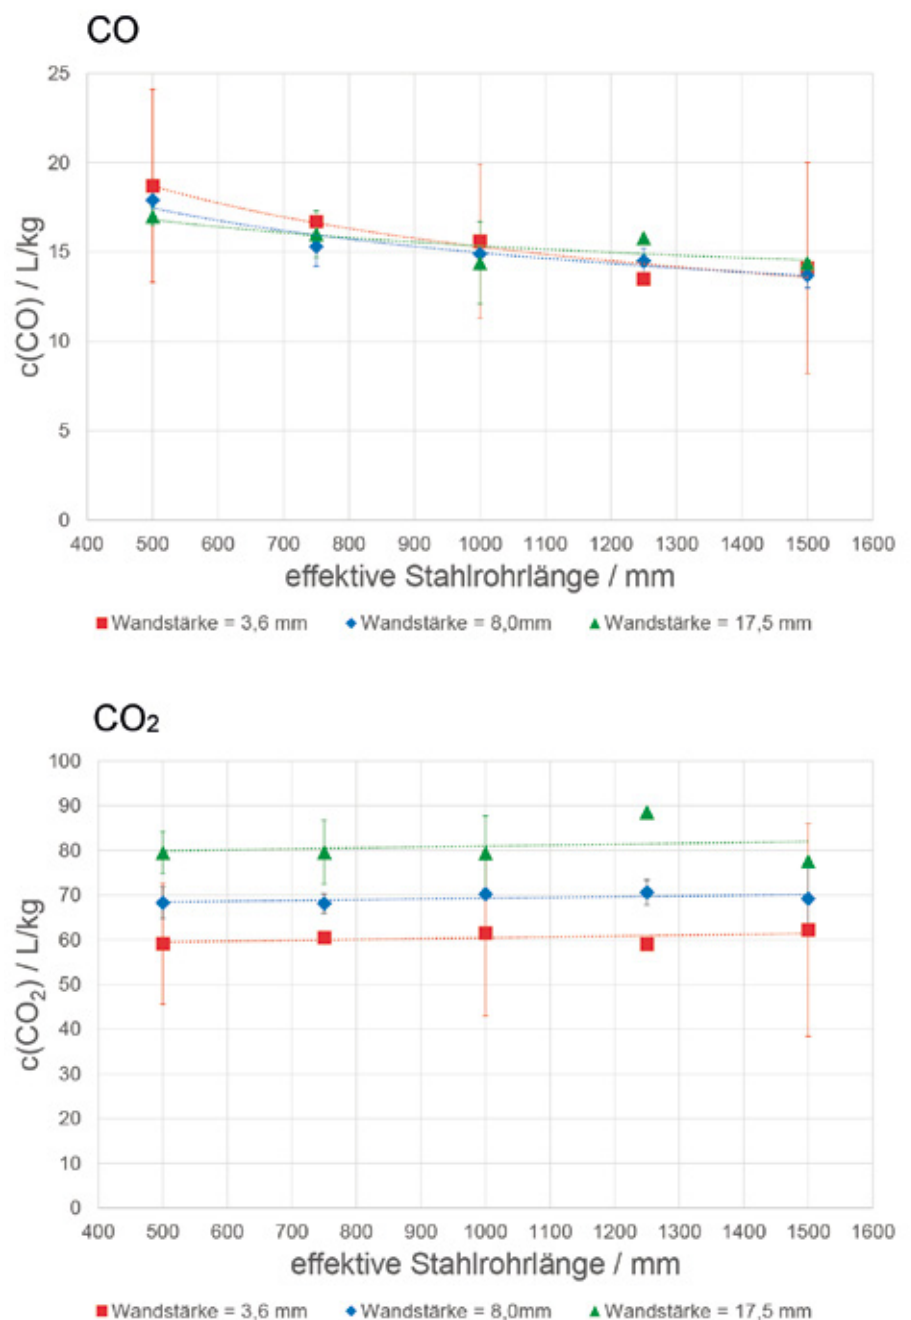 CO
25
20
15
10
5
0
c(CO) / L/kg
400 500 600 700 800 900 1000 1100 1200 1300 1400 1500 1600
effektive Stahlrohrlänge / mm
Wandstärke = 3,6 mm Wandstärke = 8,0mm Wandstärke = 17,5 mm
CO₂
100
90
80
70
60
50
40
30
20
10
0
c(CO₂) / L/kg
400 500 600 700 800 900 1000 1100 1200 1300 1400 1500 1600
effektive Stahlrohrlänge / mm
Wandstärke = 3,6 mm Wandstärke = 8,0mm Wandstärke = 17,5 mm